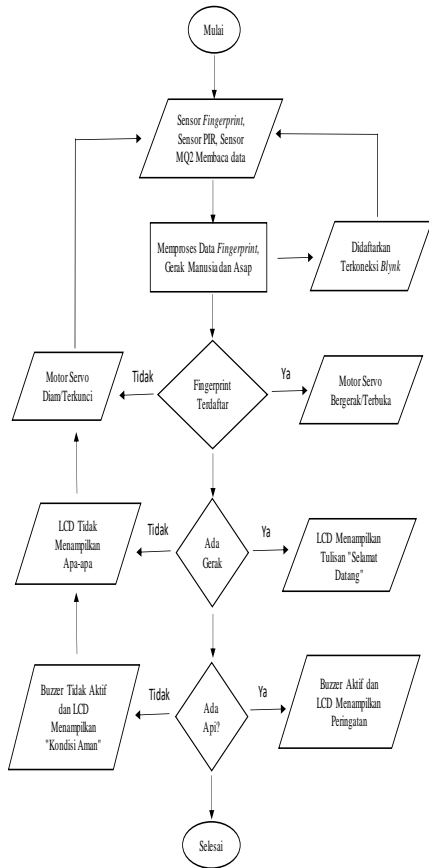 Mulai
Sensor Fingerprint,
Sensor PIR, Sensor
MQ2 Membaca data
Memproses Data Fingerprint,
Gerak Manusia dan Asap
Didaftarkan
Terkoneksi Blynk
Motor Servo
Diam/Terkunci
Tidak
Fingerprint
Terdaftar
Ya
Motor Servo
Bergerak/Terbuka
LCD Tidak
Menampilkan
Apa-apa
Tidak
Ada
Gerak
Ya
LCD Menampilkan
Tulisan "Selamat
Datang"
Buzzer Tidak Aktif
dan LCD
Menampilkan
"Kondisi Aman"
Tidak
Ada
Api?
Ya
Buzzer Aktif dan
LCD Menampilkan
Peringatan
Selesai